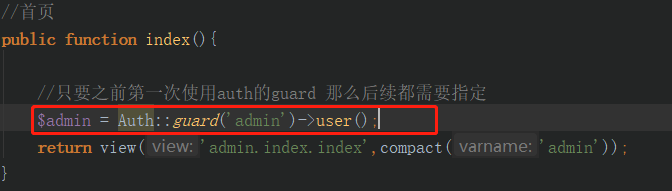 //首页
public function index(){
//只要之前第一次使用auth的guard 那么后续都需要指定
$admin = Auth::guard('admin')->user();
return view( view: 'admin.index.index',compact( varname: 'admin'));
}